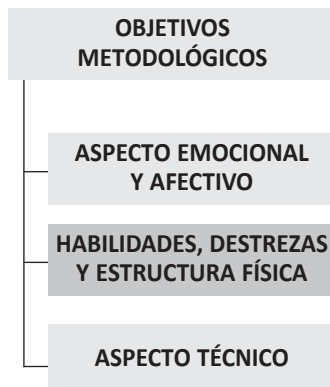 OBJETIVOS
METODOLÓGICOS
ASPECTO EMOCIONAL
Y AFECTIVO
HABILIDADES, DESTREZAS
Y ESTRUCTURA FÍSICA
ASPECTO TÉCNICO